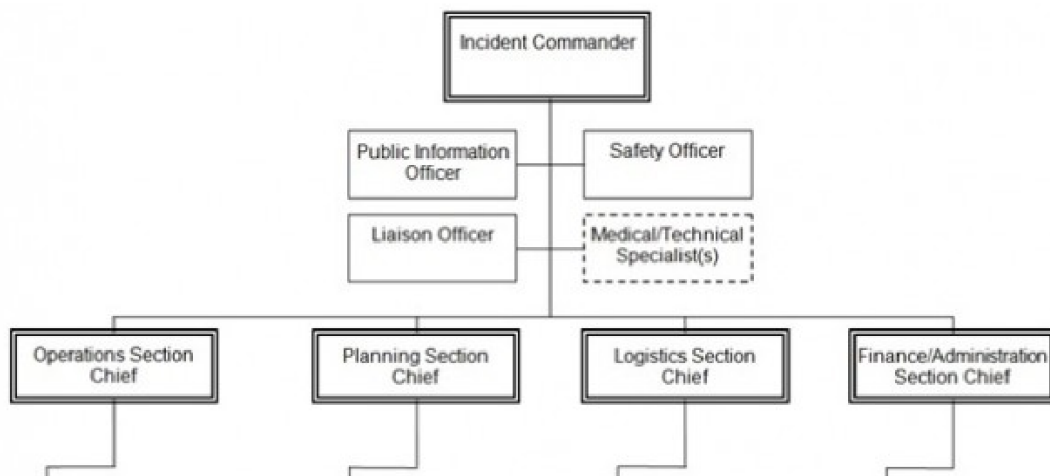 Incident Commander
Public Information
Officer
Safety Officer
Liaison Officer
Medical/Technical
Specialist(s)
Operations Section
Chief
Planning Section
Chief
Logistics Section
Chief
Finance/Administration
Section Chief